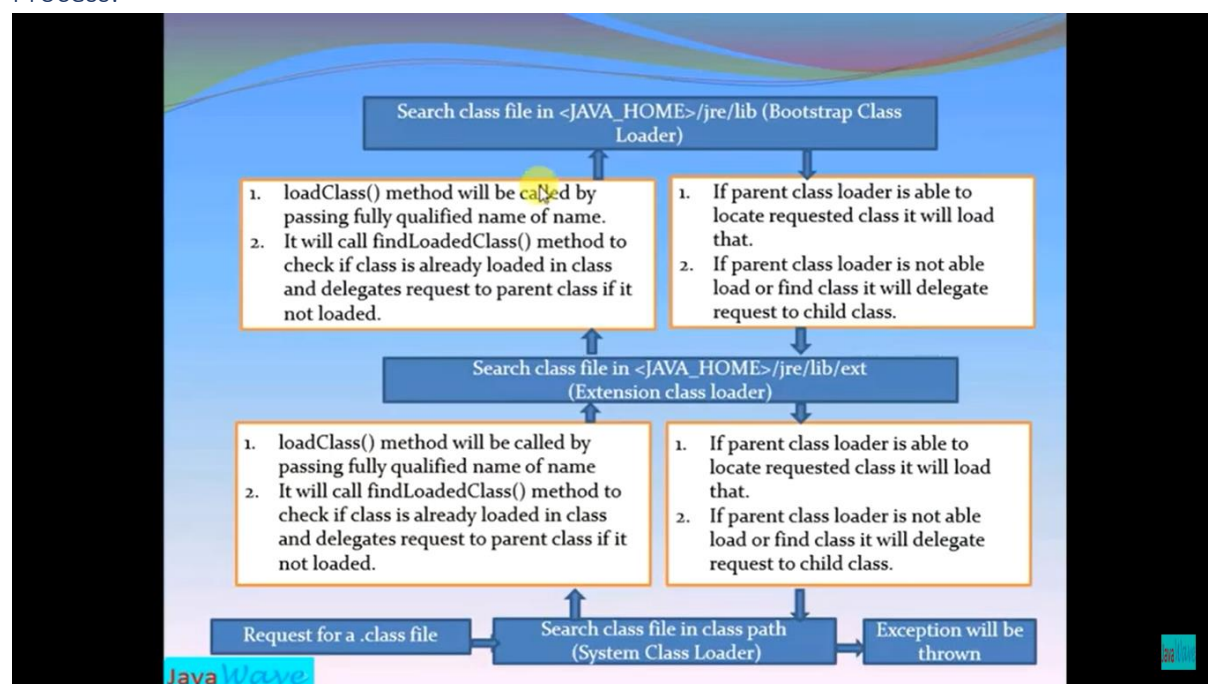 Process:
Search class file in <JAVA_HOME>/jre/lib (Bootstrap Class
Loader)
1. loadClass() method will be called by
passing fully qualified name of name.
2. It will call findLoadedClass() method to
check if class is already loaded in class
and delegates request to parent class if it
not loaded.
1. If parent class loader is able to
locate requested class it will load
that.
2. If parent class loader is not able
load or find class it will delegate
request to child class.
Search class file in <JAVA_HOME>/jre/lib/ext
(Extension class loader)
1. loadClass() method will be called by
passing fully qualified name of name
2. It will call findLoadedClass() method to
check if class is already loaded in class
and delegates request to parent class if it
not loaded.
1. If parent class loader is able to
locate requested class it will load
that.
2. If parent class loader is not able
load or find class it will delegate
request to child class.
Request for a .class file
Search class file in class path
(System Class Loader)
Exception will be
thrown
Java Wave
Java Wave